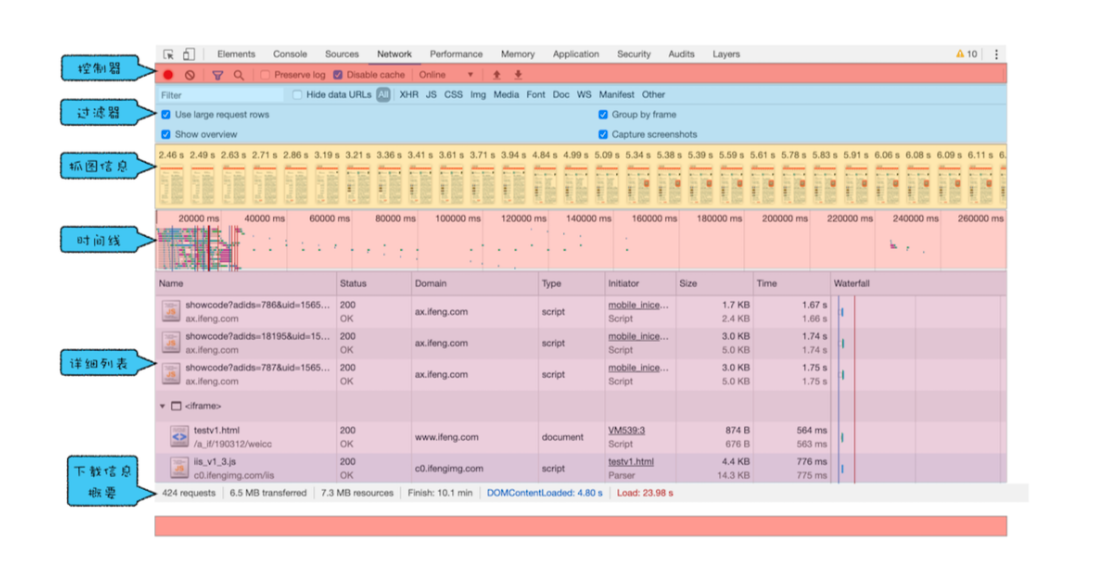 Elements Console Sources Network Performance Memory Application Security Audits Layers 10
控制器
Preserve log Disable cache Online
过滤器
Filter Hide data URLs All XHR JS CSS Img Media Font Doc WS Manifest Other
Use large request rows Group by frame
Show overview Capture screenshots
抓图信息
2.46 s 2.49 s 2.63 s 2.71 s 2.86 s 3.19 s 3.21 s 3.36 s 3.41 s 3.61 s 3.71 s 3.94 s 4.84 s 4.99 s 5.09 s 5.34 s 5.38 s 5.39 s 5.59 s 5.61 s 5.78 s 5.83 s 5.91 s 6.06 s 6.08 s 6.09 s 6.11 s 6.
时间线
20000 ms 40000 ms 60000 ms 80000 ms 100000 ms 120000 ms 140000 ms 160000 ms 180000 ms 200000 ms 220000 ms 240000 ms 260000 ms
Name Status Domain Type Initiator Size Time Waterfall
showcode?adids=786&uid=1565... 200 ax.ifeng.com script mobile_inice... 1.7 KB 1.67 s
ax.ifeng.com OK Script 2.4 KB 1.66 s
showcode?adids=18195&uid=15... 200 ax.ifeng.com script mobile_inice... 3.0 KB 1.74 s
ax.ifeng.com OK Script 5.0 KB 1.74 s
详细列表
showcode?adids=787&uid=1565... 200 ax.ifeng.com script mobile_inice... 3.0 KB 1.75 s
ax.ifeng.com OK Script 5.0 KB 1.75 s
<iframe>
testv1.html 200 www.ifeng.com document VM539:3 874 B 564 ms
/a_if/190312/weicc OK Script 676 B 563 ms
iis_v1_3.js 200 c0.ifengimg.com script testv1.html 4.4 KB 776 ms
c0.ifengimg.com/iis OK Parser 14.3 KB 775 ms
下载信息
概要
424 requests 6.5 MB transferred 7.3 MB resources Finish: 10.1 min DOMContentLoaded: 4.80 s Load: 23.98 s